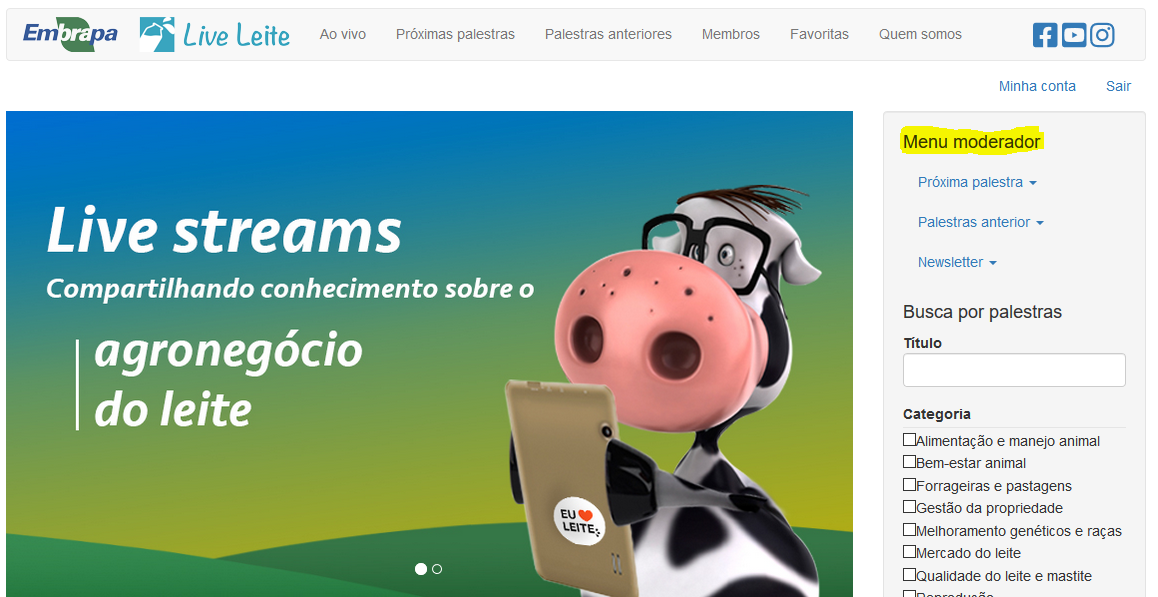 Embrapa Live Leite Ao vivo Próximas palestras Palestras anteriores Membros Favoritas Quem somos
Minha conta Sair
Live streams
Compartilhando conhecimento sobre o
agronegócio
do leite
EU
LEITE
Menu moderador
Próxima palestra
Palestras anterior
Newsletter
Busca por palestras
Título
Categoria
Alimentação e manejo animal
Bem-estar animal
Forrageiras e pastagens
Gestão da propriedade
Melhoramento genéticos e raças
Mercado do leite
Qualidade do leite e mastite
Reprodução